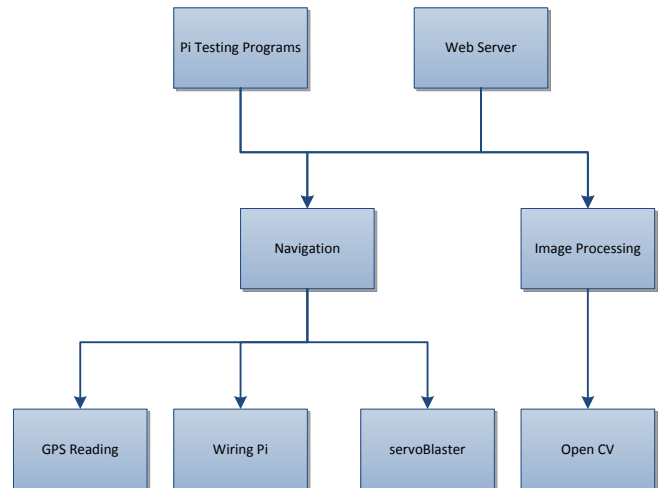 Pi Testing Programs
Web Server
Navigation
Image Processing
GPS Reading
Wiring Pi
servoBlaster
Open CV